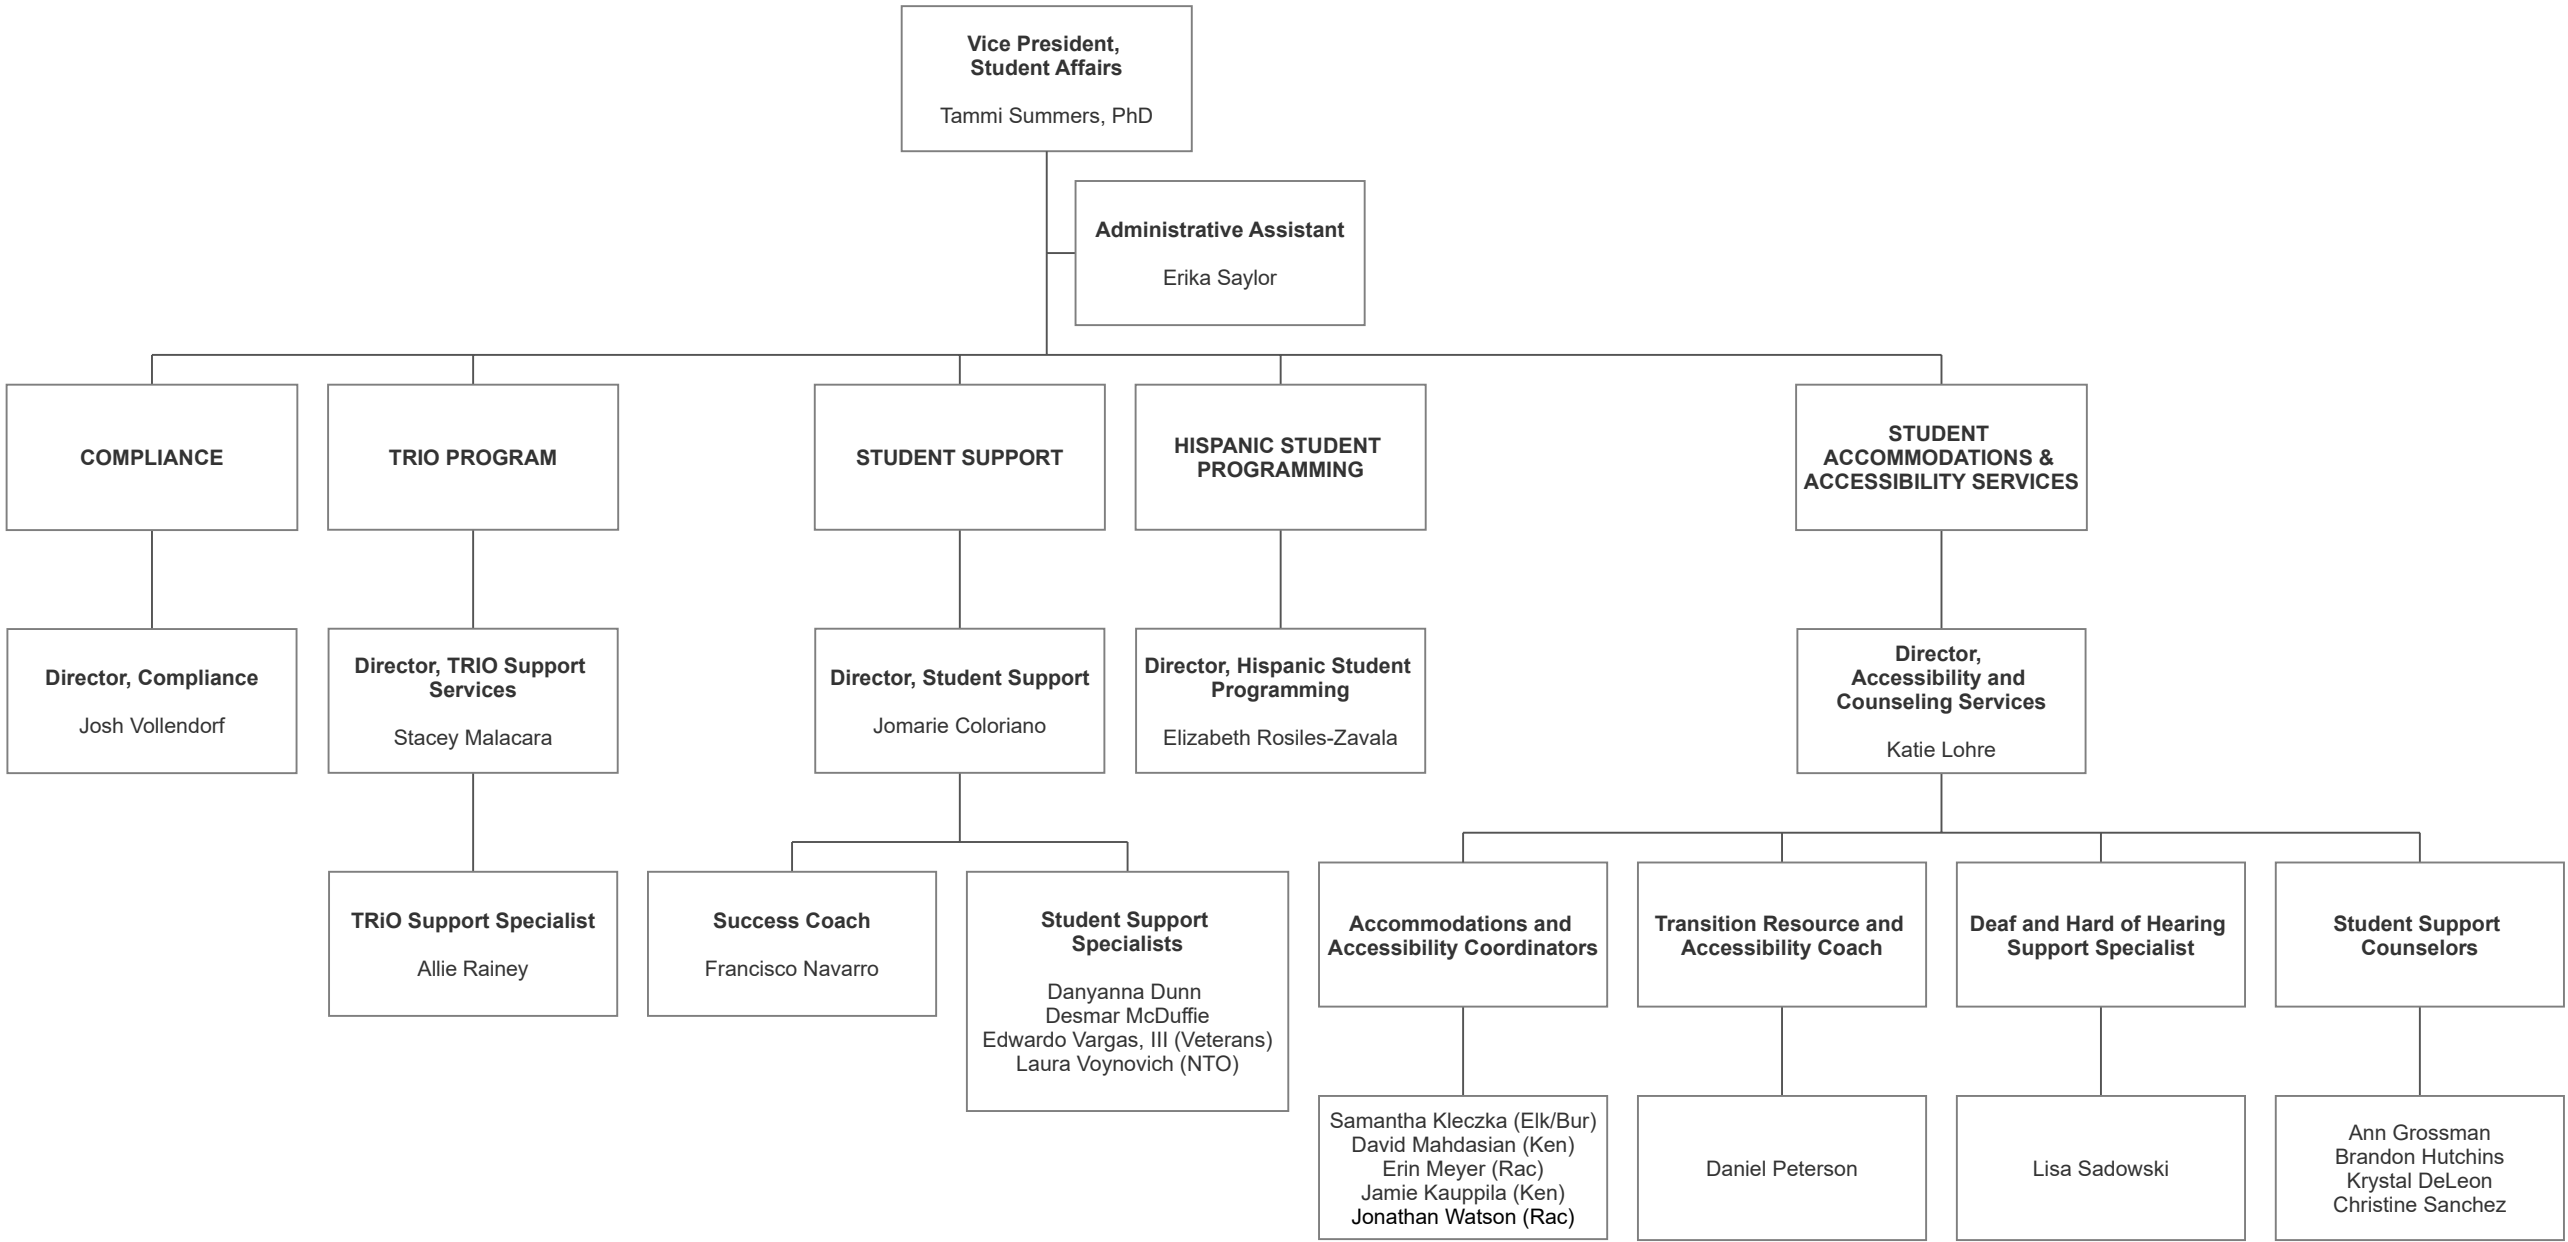 Vice President,
Student Affairs
Tammi Summers, PhD
Administrative Assistant
Erika Saylor
COMPLIANCE
TRIO PROGRAM
STUDENT SUPPORT
HISPANIC STUDENT
PROGRAMMING
STUDENT
ACCOMMODATIONS &
ACCESSIBILITY SERVICES
Director, Compliance
Josh Vollendorf
Director, TRIO Support
Services
Stacey Malacara
Director, Student Support
Jomarie Coloriano
Director, Hispanic Student
Programming
Elizabeth Rosiles-Zavala
Director,
Accessibility and
Counseling Services
Katie Lohre
TRiO Support Specialist
Allie Rainey
Success Coach
Francisco Navarro
Student Support
Specialists
Danyanna Dunn
Desmar McDuffie
Edwardo Vargas, III (Veterans)
Laura Voynovich (NTO)
Accommodations and
Accessibility Coordinators
Transition Resource and
Accessibility Coach
Deaf and Hard of Hearing
Support Specialist
Student Support
Counselors
Samantha Kleczka (Elk/Bur)
David Mahdasian (Ken)
Erin Meyer (Rac)
Jamie Kauppila (Ken)
Jonathan Watson (Rac)
Daniel Peterson
Lisa Sadowski
Ann Grossman
Brandon Hutchins
Krystal DeLeon
Christine Sanchez